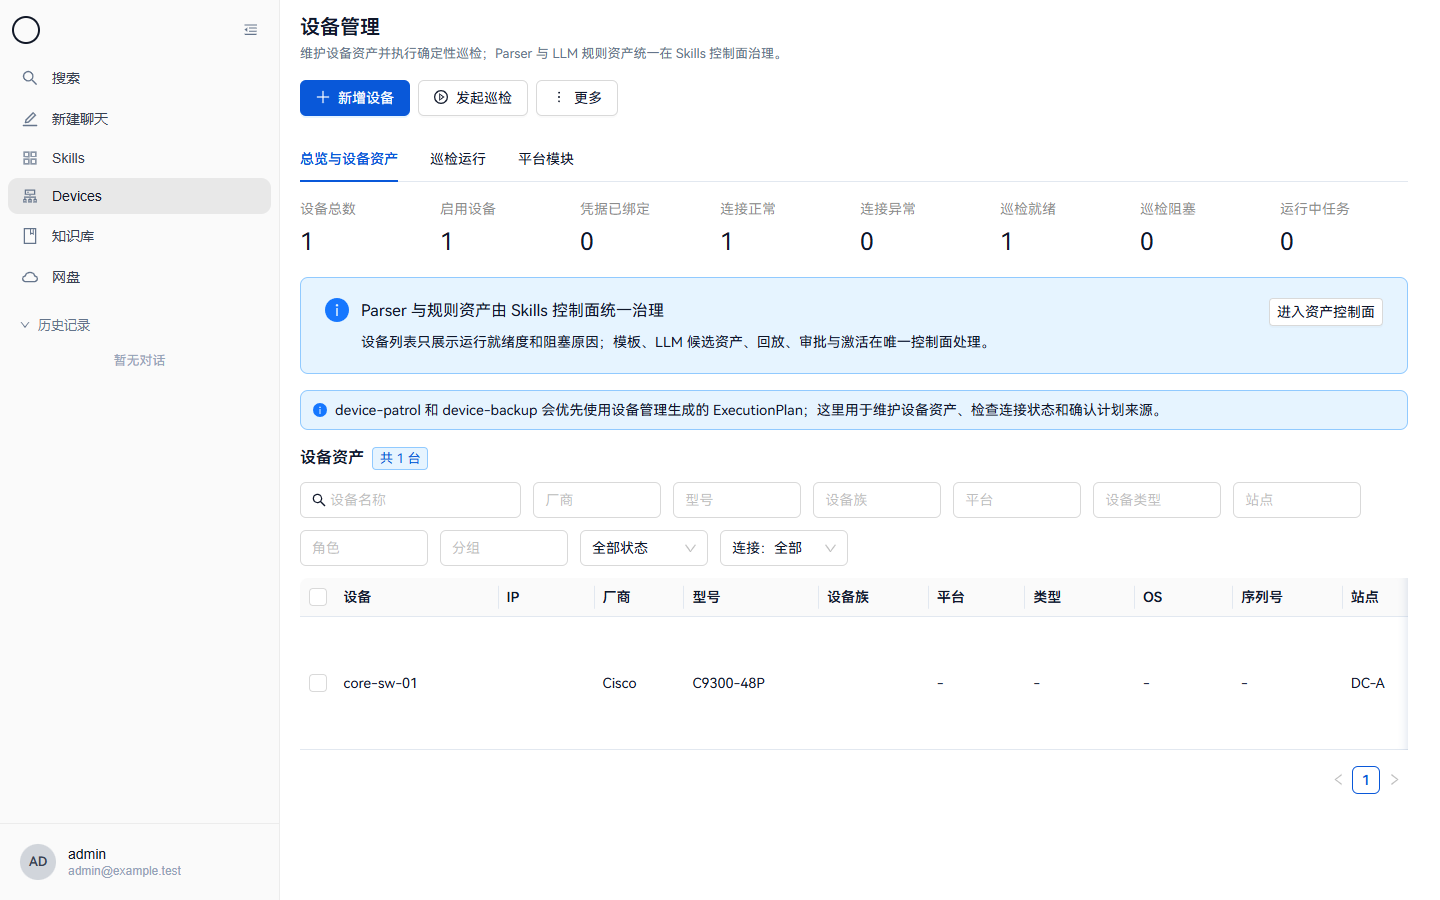 搜索
新建聊天
Skills
Devices
知识库
网盘
历史记录
暂无对话
AD
admin
admin@example.test
设备管理
维护设备资产并执行确定性巡检；Parser 与 LLM 规则资产统一在 Skills 控制面治理。
新增设备
发起巡检
更多
总览与设备资产 巡检运行 平台模块
设备总数 启用设备 凭据已绑定 连接正常 连接异常 巡检就绪 巡检阻塞 运行中任务
1 1 0 1 0 1 0 0
Parser 与规则资产由 Skills 控制面统一治理
进入资产控制面
设备列表只展示运行就绪度和阻塞原因；模板、LLM 候选资产、回放、审批与激活在唯一控制面处理。
device-patrol 和 device-backup 会优先使用设备管理生成的 ExecutionPlan；这里用于维护设备资产、检查连接状态和确认计划来源。
设备资产 共 1 台
设备名称 厂商 型号 设备族 平台 设备类型 站点
角色 分组 全部状态 连接：全部
设备 IP 厂商 型号 设备族 平台 类型 OS 序列号 站点
core-sw-01 Cisco C9300-48P - - - - DC-A
1